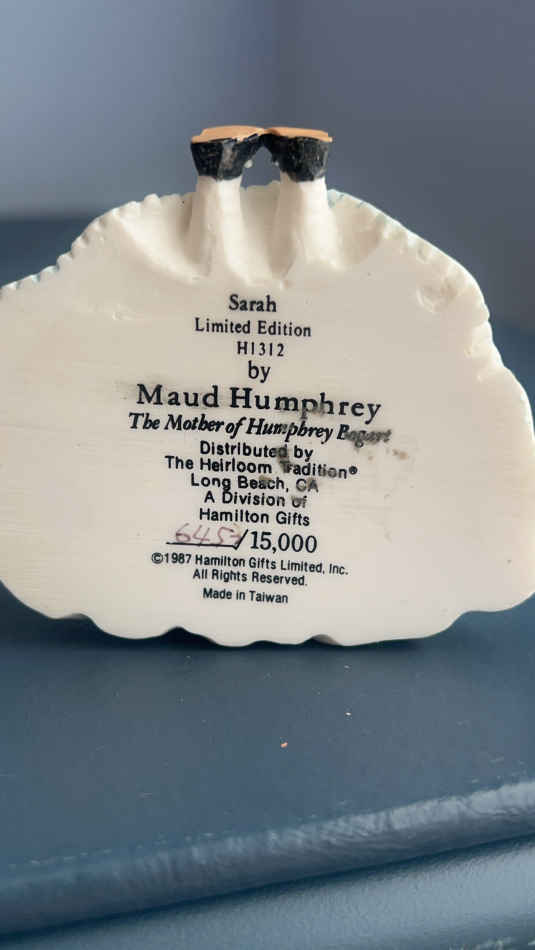 Sarah
Limited Edition
H1312
by
Maud Humphrey
The Mother of Humphrey Bogart
Distributed by
The Heirloom Tradition®
Long Beach, CA
A Division of
Hamilton Gifts
/15,000
©1987 Hamilton Gifts Limited, Inc.
All Rights Reserved.
Made in Taiwan